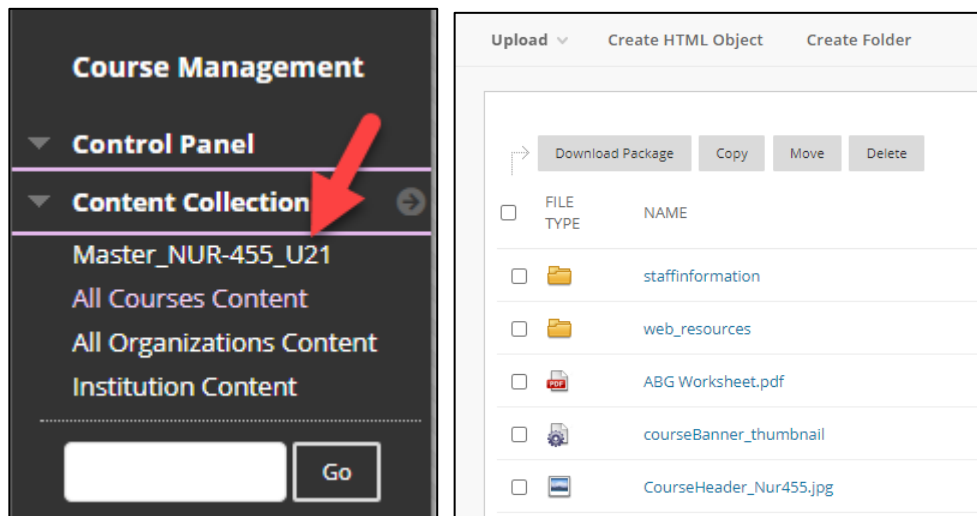 Course Management
Control Panel
Content Collection
Master_NUR-455_U21
All Courses Content
All Organizations Content
Institution Content
Go
Upload Create HTML Object Create Folder
Download Package Copy Move Delete
FILE TYPE NAME
staffinformation
web_resources
PDF
ABG Worksheet.pdf
courseBanner_thumbnail
CourseHeader_Nur455.jpg